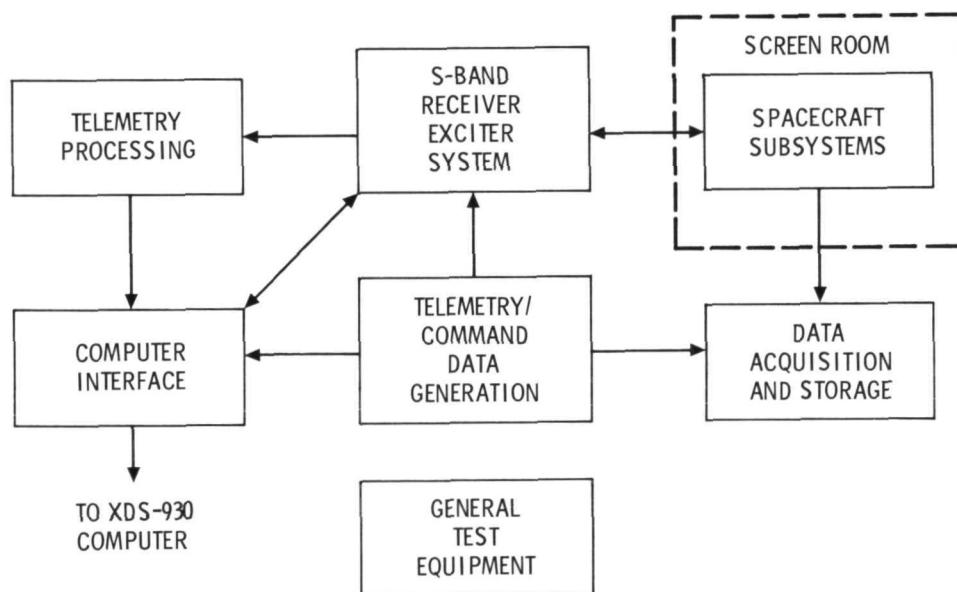 SCREEN ROOM
S-BAND
RECEIVER
EXCITER
SYSTEM
TELEMETRY
PROCESSING
SPACECRAFT
SUBSYSTEMS
COMPUTER
INTERFACE
TELEMETRY/
COMMAND
DATA
GENERATION
DATA
ACQUISITION
AND STORAGE
TO XDS-930
COMPUTER
GENERAL
TEST
EQUIPMENT